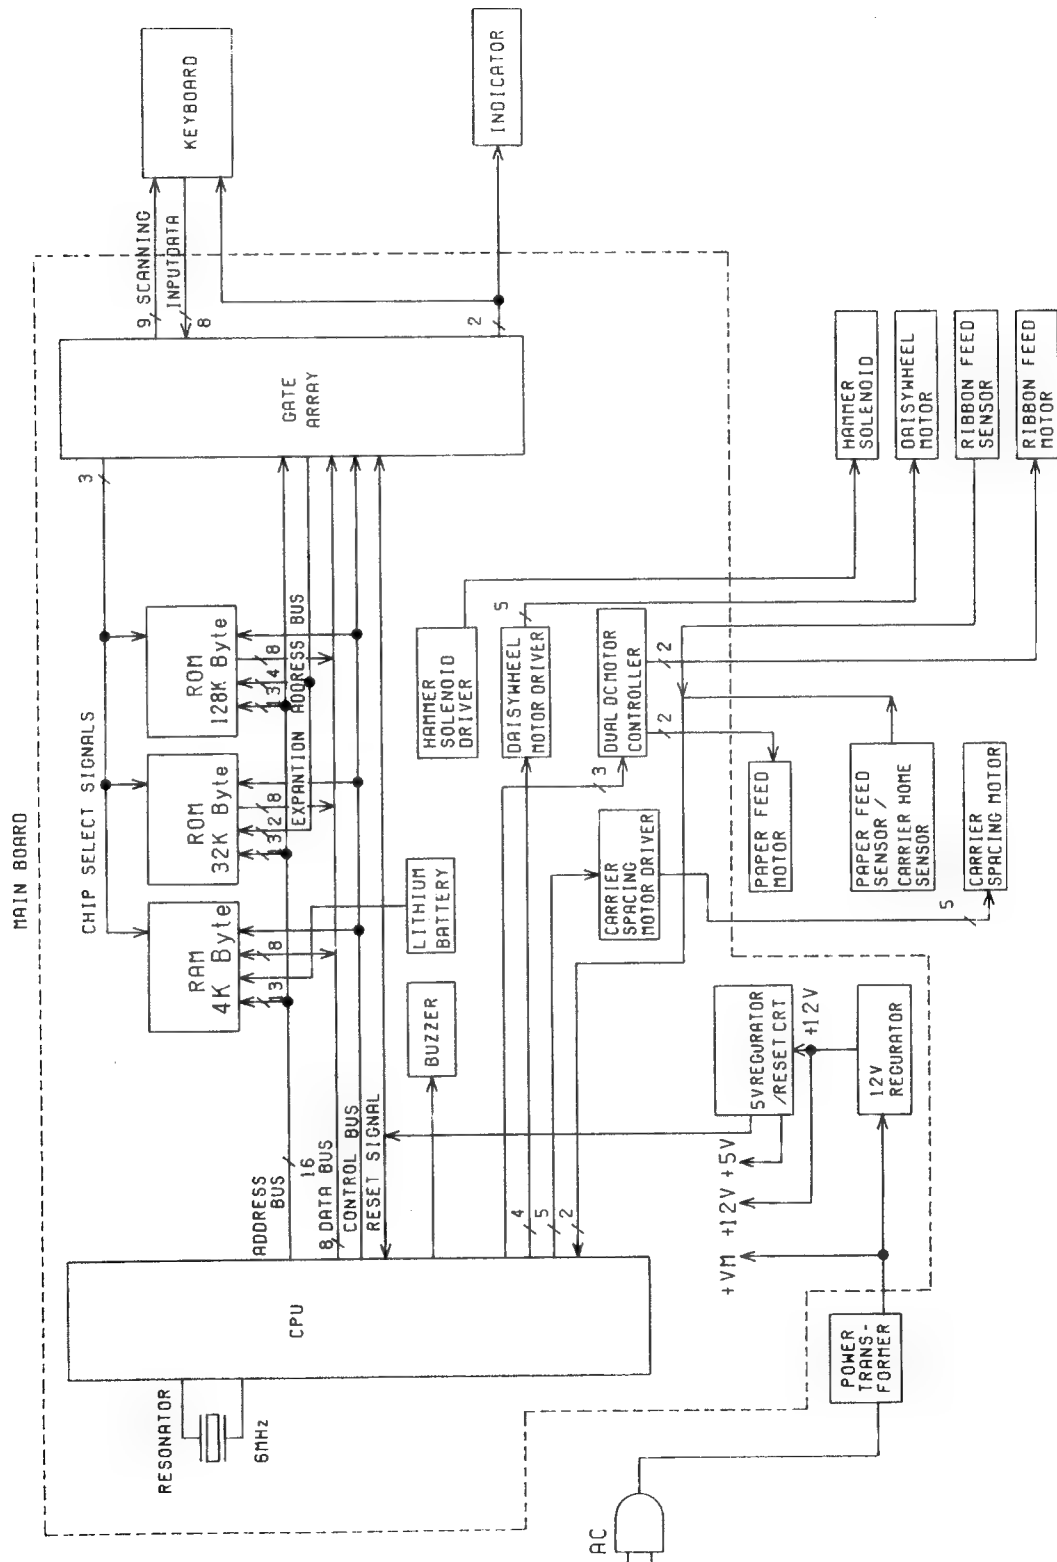 MAIN BOARD
RESONATOR
6MHz
CPU
ADDRESS
BUS
16
8 DATA BUS
CONTROL BUS
RESET SIGNAL
CHIP SELECT SIGNALS
3
RAM
4K Byte
13
8
ROM
32K Byte
13
2
8
ROM
128K Byte
13
4
8
EXPANTION ADDRESS BUS
GATE
ARRAY
9 SCANNING
INPUTDATA
8
2
KEYBOARD
INDICATOR
BUZZER
LITHIUM
BATTERY
HAMMER
SOLENOID
DRIVER
DAISYWHEEL
MOTOR DRIVER
5
DUAL DCMOTOR
CONTROLLER
3
2
2
4
5
2
CARRIER
SPACING
MOTOR DRIVER
5
HAMMER
SOLENOID
DAISYWHEEL
MOTOR
RIBBON FEED
SENSOR
RIBBON FEED
MOTOR
PAPER FEED
MOTOR
PAPER FEED
SENSOR /
CARRIER HOME
SENSOR
CARRIER
SPACING MOTOR
5VREGURATOR
/RESET CRT
+12V
12V
REGURATOR
+5V
+12V
+VM
POWER
TRANS-
FORMER
AC